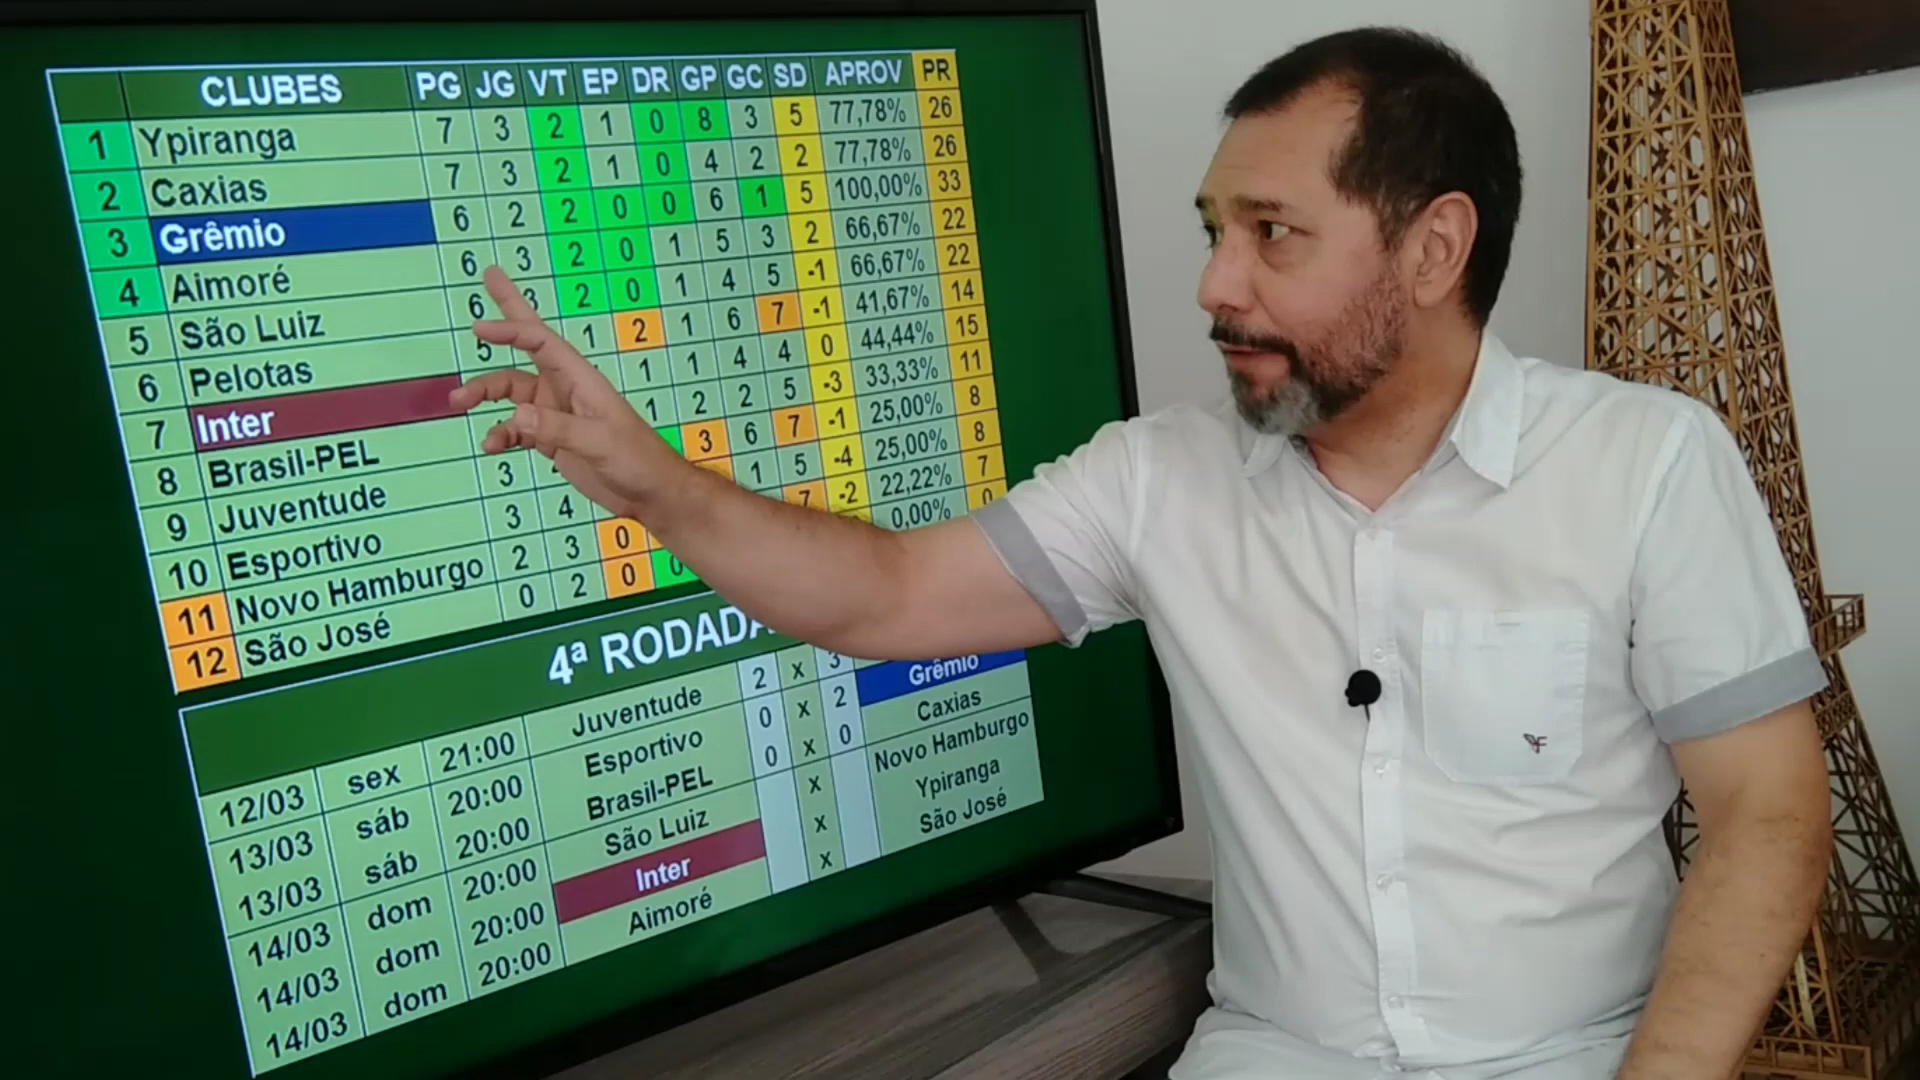 CLUBES PG JG VT EP DR GP GC SD APROV PR
1 Ypiranga 7 3 2 1 0 8 3 5 77,78% 26
2 Caxias 7 3 2 1 0 4 2 2 77,78% 26
3 Grêmio 6 2 2 0 0 6 1 5 100,00% 33
4 Aimoré 6 3 2 0 1 5 3 2 66,67% 22
5 São Luiz 6 3 2 0 1 4 5 -1 66,67% 22
6 Pelotas 5 1 2 1 6 7 -1 41,67% 14
7 Inter 1 1 4 4 0 44,44% 15
8 Brasil-PEL 1 2 2 5 -3 33,33% 11
9 Juventude 3 3 6 7 -1 25,00% 8
10 Esportivo 3 4 1 5 -4 25,00% 8
11 Novo Hamburgo 2 3 0 7 -2 22,22% 7
12 São José 0 2 0 0 0,00% 0
4ª RODADA
12/03 sex 21:00 Juventude 2 x 3 Grêmio
13/03 sáb 20:00 Esportivo 0 x 2 Caxias
13/03 sáb 20:00 Brasil-PEL 0 x 0 Novo Hamburgo
14/03 dom 20:00 São Luiz x Ypiranga
14/03 dom 20:00 Inter x São José
14/03 dom 20:00 Aimoré x